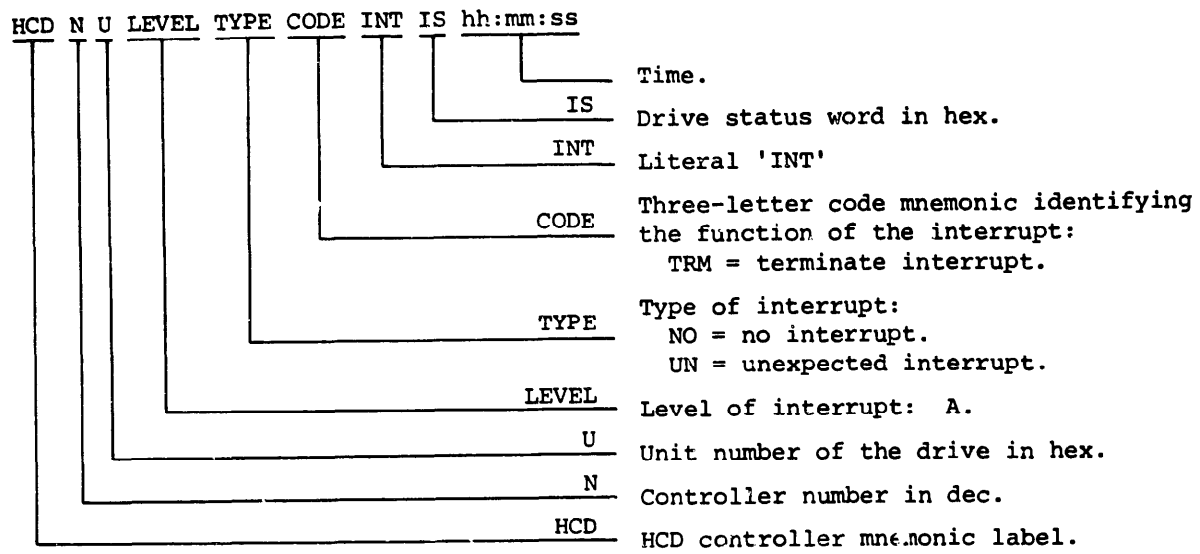 HCD N U LEVEL TYPE CODE INT IS hh:mm:ss
Time.
IS Drive status word in hex.
INT Literal 'INT'
CODE Three-letter code mnemonic identifying
the function of the interrupt:
TRM = terminate interrupt.
TYPE Type of interrupt:
NO = no interrupt.
UN = unexpected interrupt.
LEVEL Level of interrupt: A.
U Unit number of the drive in hex.
N Controller number in dec.
HCD HCD controller mnemonic label.